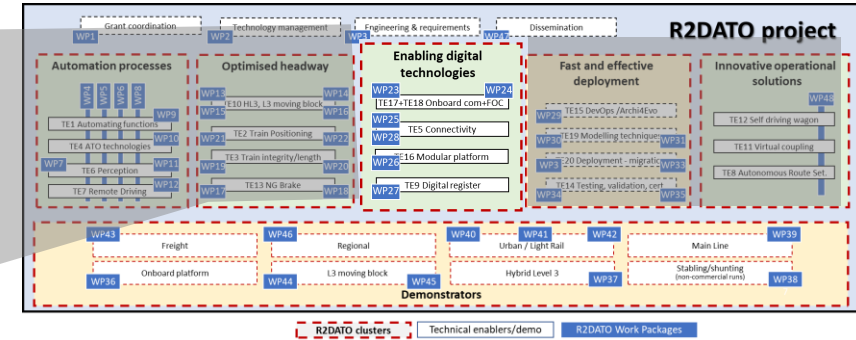 Grant coordination
WP1
Technology management
WP2
Engineering & requirements
WP3
Dissemination
WP47
R2DATO project
Automation processes
WP4
WP5
WP6
WP8
WP9
TE1 Automating functions
WP10
TE4 ATO technologies
WP7
WP11
TE6 Perception
WP12
TE7 Remote Driving
Optimised headway
WP13
WP14
TE10 HL3, L3 moving block
WP15
WP16
WP21
TE2 Train Positioning
WP22
WP19
TE3 Train integrity/length
WP20
WP17
TE13 NG Brake
WP18
Enabling digital
technologies
WP23
WP24
TE17+TE18 Onboard com+FOC
WP25
TE5 Connectivity
WP28
WP26
TE16 Modular platform
WP27
TE9 Digital register
Fast and effective
deployment
TE15 DevOps /Archi4Evo
WP29
TE19 Modelling techniques
WP30
WP31
TE20 Deployment - migration
WP33
TE14 Testing, validation, cert
WP34
WP35
Innovative operational
solutions
WP48
TE12 Self driving wagon
TE11 Virtual coupling
TE8 Autonomous Route Set.
WP43
Freight
WP46
Regional
WP40
WP41
WP42
Urban / Light Rail
WP39
Main Line
Onboard platform
WP36
L3 moving block
WP44
WP45
Hybrid Level 3
WP37
Stabling/shunting
(non-commercial runs)
WP38
Demonstrators
R2DATO clusters
Technical enablers/demo
R2DATO Work Packages